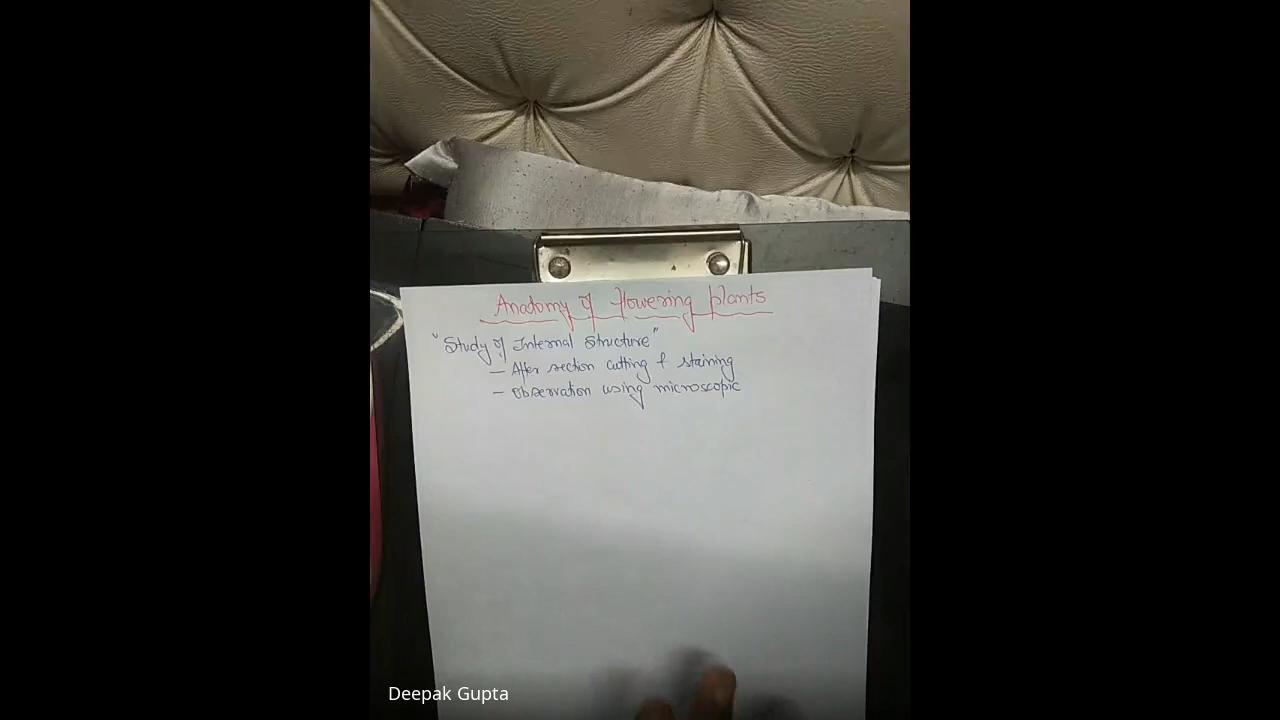 Anatomy of flowering plants
"Study of Internal structure"
— After section cutting & staining
— Observation using microscopic
Deepak Gupta